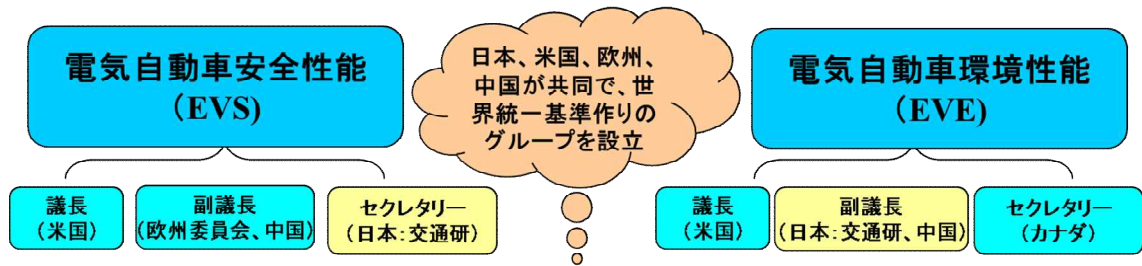 電気自動車安全性能
（EVS)
日本、米国、欧州、
中国が共同で、世
界統一基準作りの
グループを設立
電気自動車環境性能
（EVE)
議長
（米国）
副議長
（欧州委員会、中国）
セクレタリー
（日本：交通研）
議長
（米国）
副議長
（日本：交通研、中国）
セクレタリー
（カナダ）